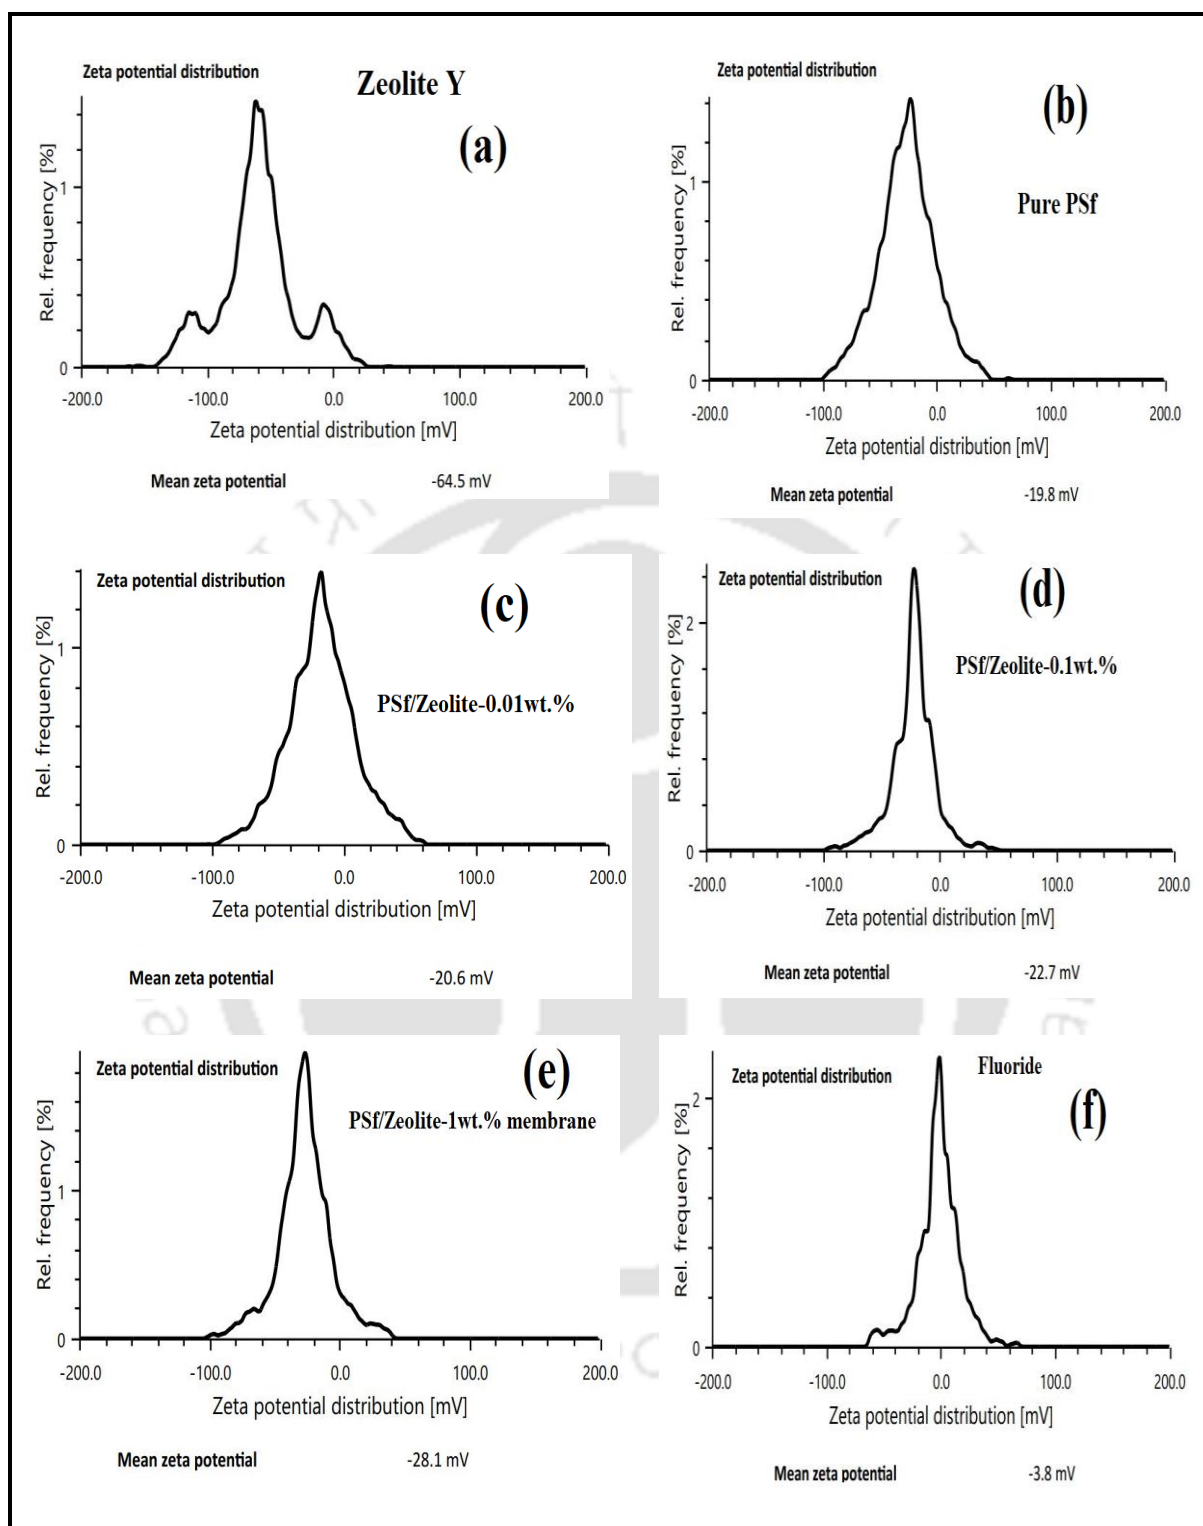 Zeta potential distribution
Zeolite Y
(a)
Rel. frequency [%]
1
0
-200.0 -100.0 0.0 100.0 200.0
Zeta potential distribution [mV]
Mean zeta potential -64.5 mV
Zeta potential distribution
(b)
Pure PSf
Rel. frequency [%]
1
0
-200.0 -100.0 0.0 100.0 200.0
Zeta potential distribution [mV]
Mean zeta potential -19.8 mV
Zeta potential distribution
(c)
PSf/Zeolite-0.01wt.%
Rel. frequency [%]
1
0
-200.0 -100.0 0.0 100.0 200.0
Zeta potential distribution [mV]
Mean zeta potential -20.6 mV
Zeta potential distribution
(d)
PSf/Zeolite-0.1wt.%
Rel. frequency [%]
2
0
-200.0 -100.0 0.0 100.0 200.0
Zeta potential distribution [mV]
Mean zeta potential -22.7 mV
Zeta potential distribution
(e)
PSf/Zeolite-1wt.% membrane
Rel. frequency [%]
1
0
-200.0 -100.0 0.0 100.0 200.0
Zeta potential distribution [mV]
Mean zeta potential -28.1 mV
Zeta potential distribution
Fluoride
(f)
Rel. frequency [%]
2
0
-200.0 -100.0 0.0 100.0 200.0
Zeta potential distribution [mV]
Mean zeta potential -3.8 mV